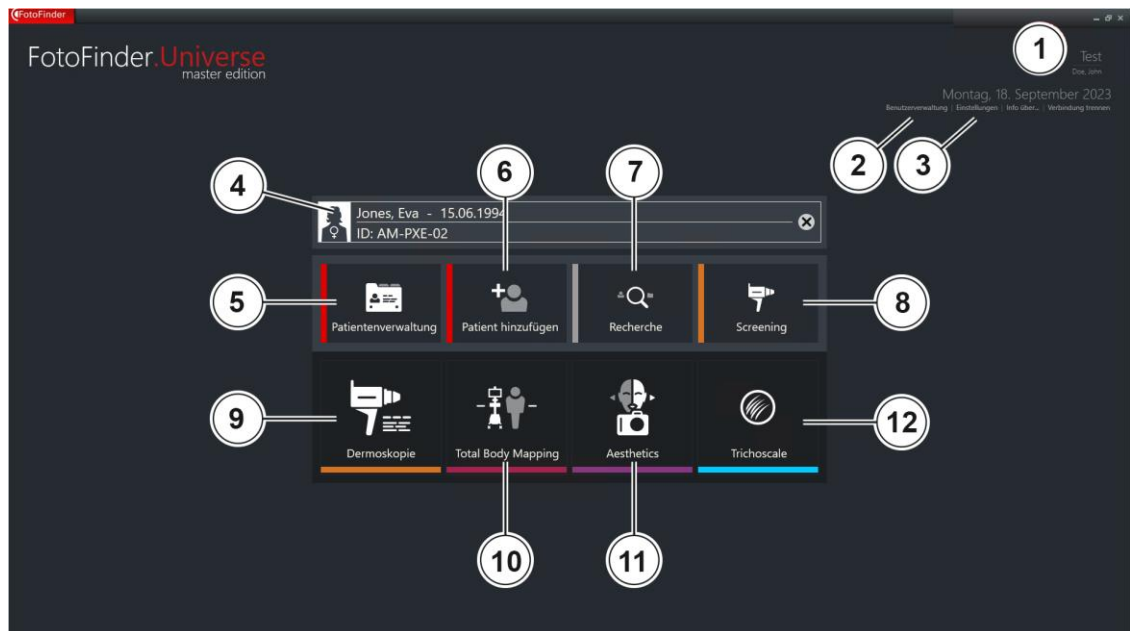 FotoFinder
FotoFinder.Universe
master edition
1
Test
Doe, John
Montag, 18. September 2023
Benutzerverwaltung | Einstellungen | Info über... | Verbindung trennen
2
3
4
6
7
Jones, Eva - 15.06.1994
ID: AM-PXE-02
5
Patientenverwaltung
Patient hinzufügen
Recherche
Screening
8
9
Dermoskopie
Total Body Mapping
Aesthetics
Trichoscale
12
10
11